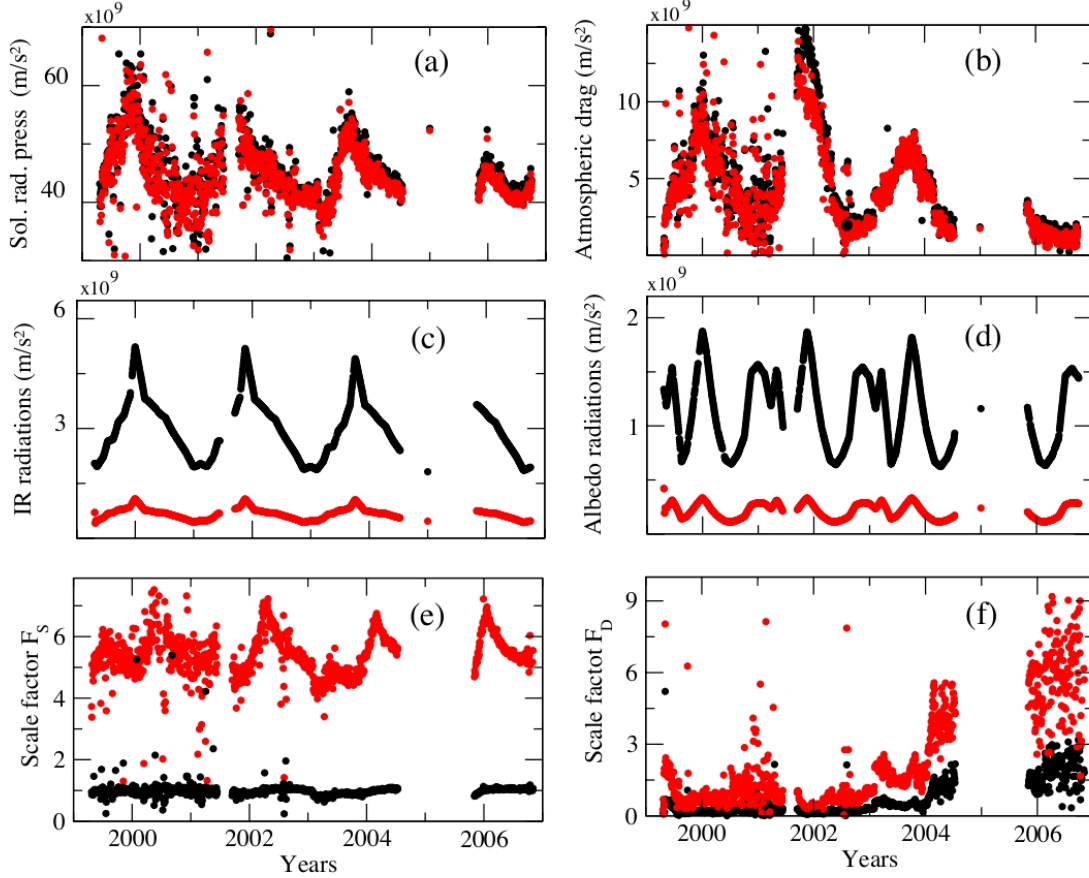 x10⁹
(a)
60
40
Sol. rad. press (m/s²)
(b)
10
5
Atmospheric drag (m/s²)
x10⁹
x10⁹
x10⁹
6
3
IR radiations (m/s²)
(c)
2
1
Albedo radiations (m/s²)
(d)
8
6
4
2
0
Scale factor F_S
(e)
2000 2002 2004 2006
Years
9
6
3
0
Scale factot F_D
(f)
2000 2002 2004 2006
Years